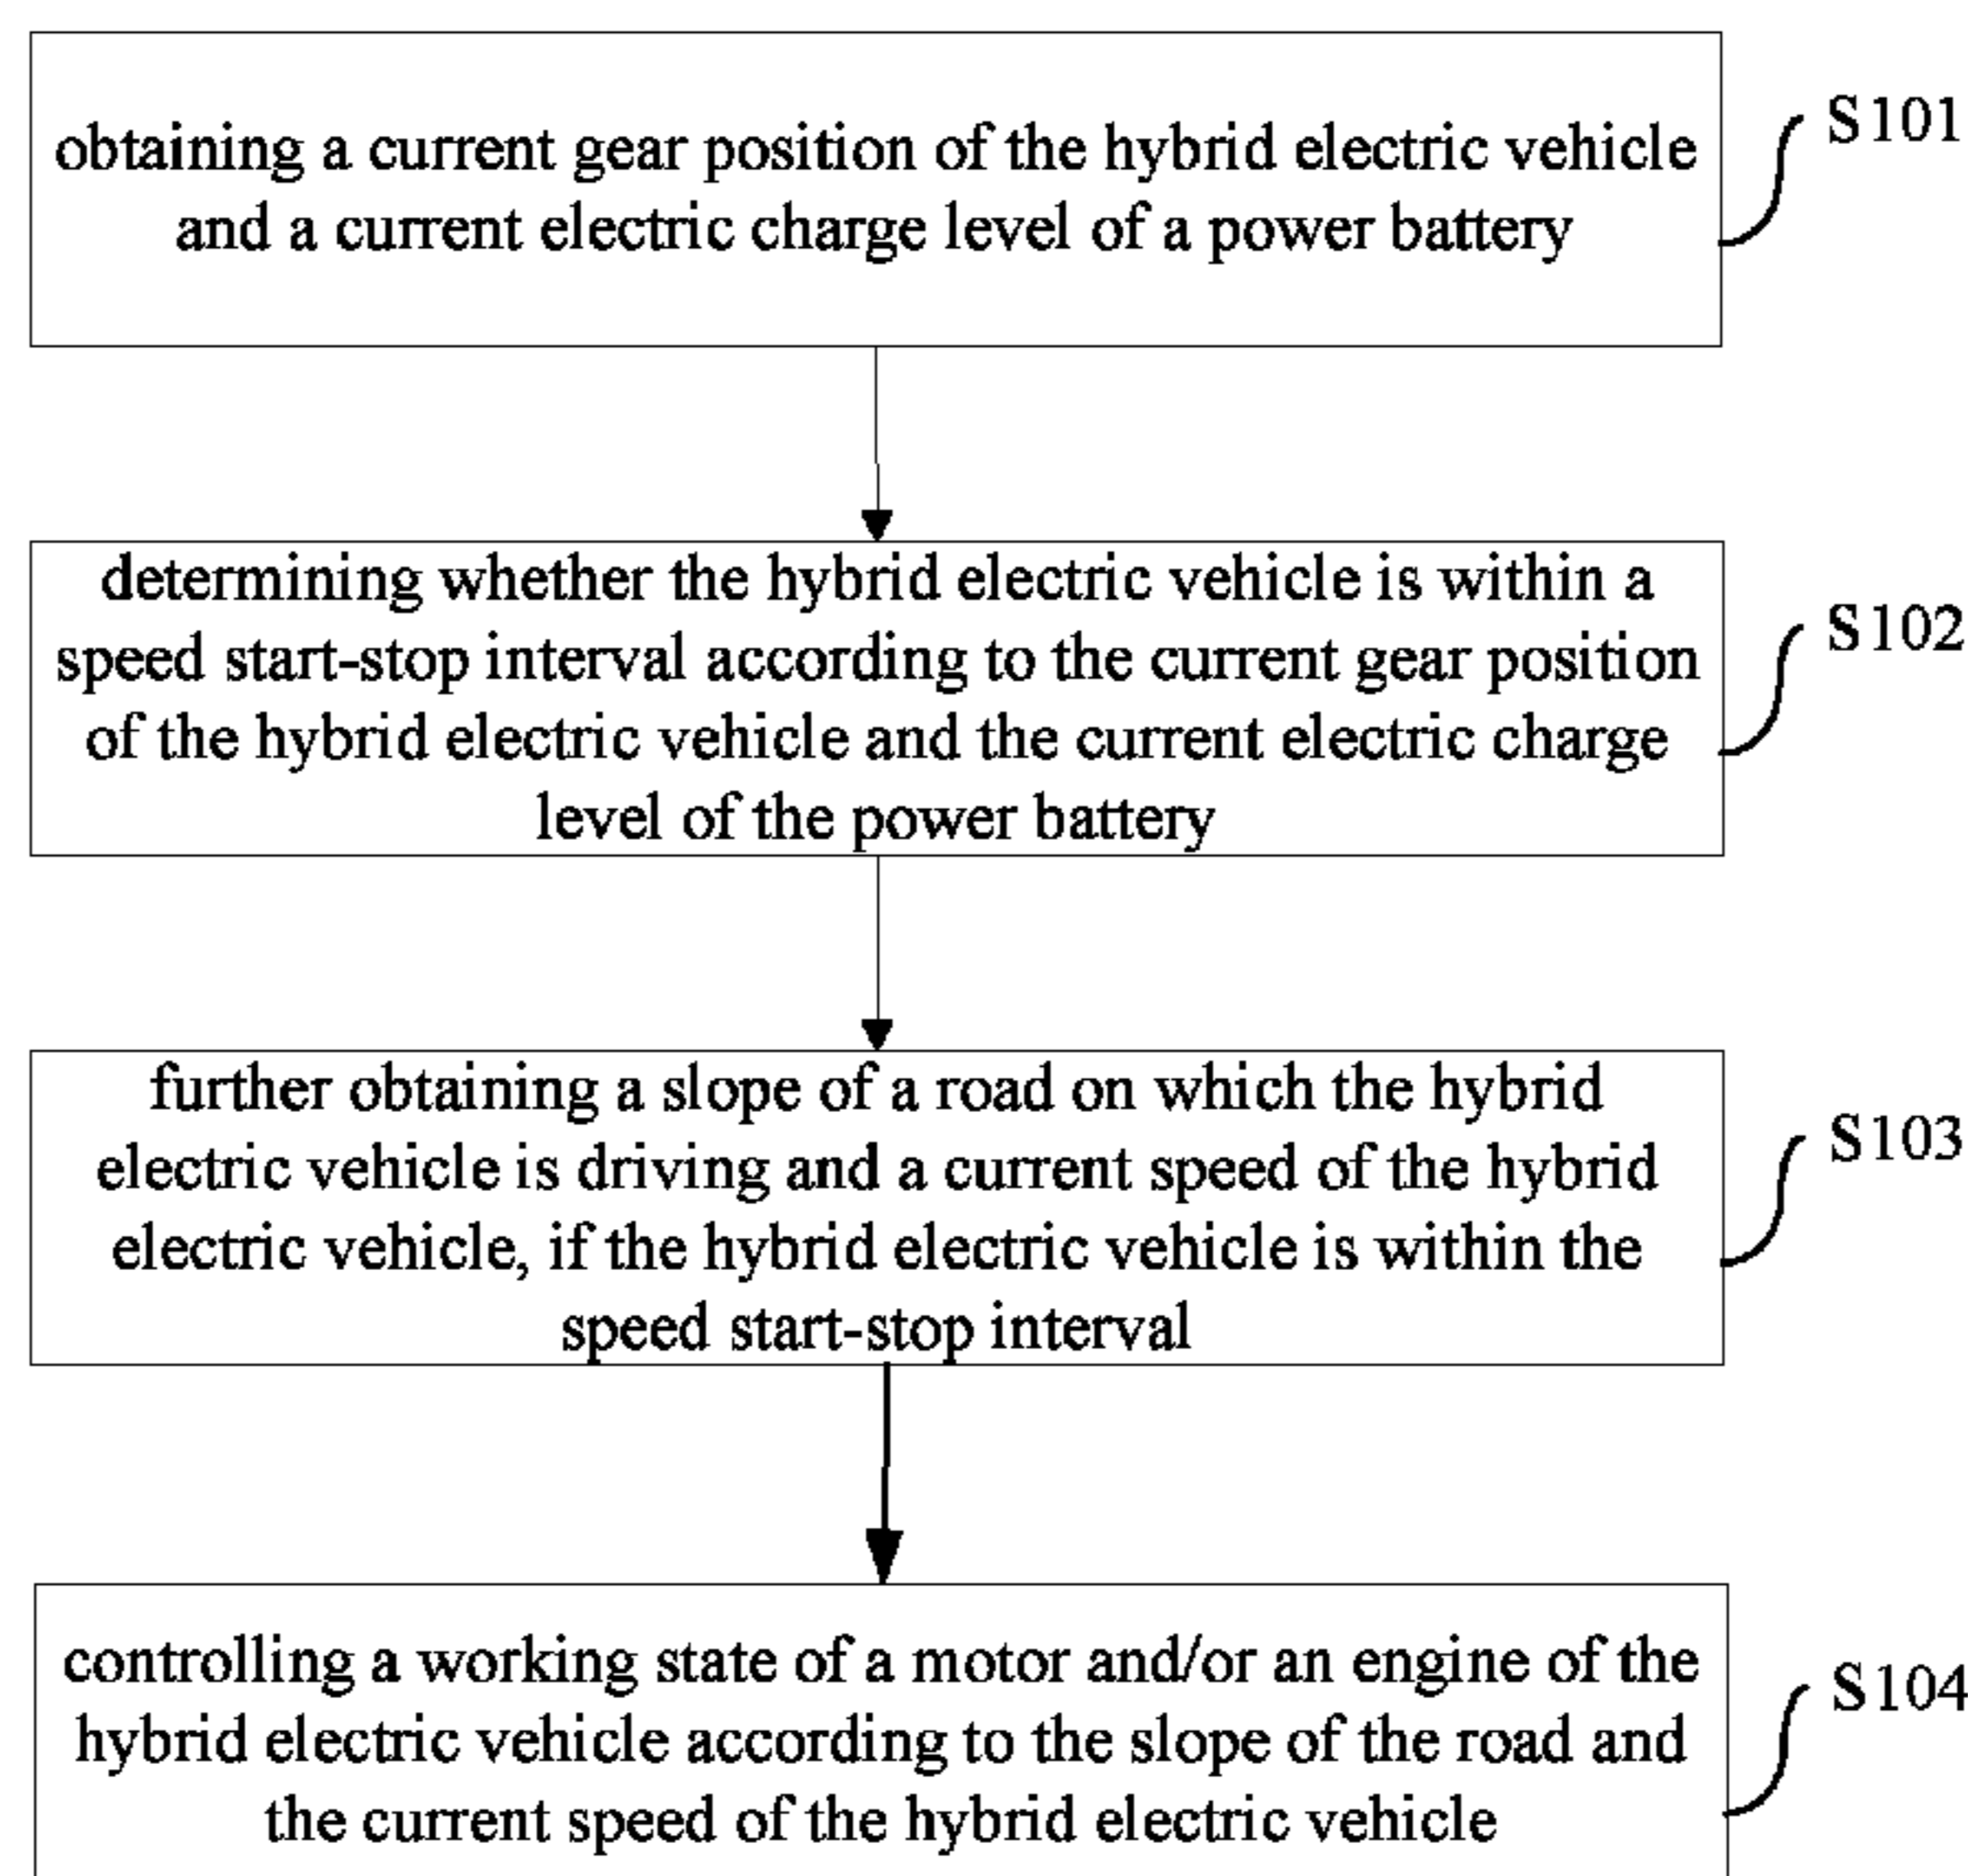 obtaining a current gear position of the hybrid electric vehicle
and a current electric charge level of a power battery
S101
determining whether the hybrid electric vehicle is within a
speed start-stop interval according to the current gear position
of the hybrid electric vehicle and the current electric charge
level of the power battery
S102
further obtaining a slope of a road on which the hybrid
electric vehicle is driving and a current speed of the hybrid
electric vehicle, if the hybrid electric vehicle is within the
speed start-stop interval
S103
controlling a working state of a motor and/or an engine of the
hybrid electric vehicle according to the slope of the road and
the current speed of the hybrid electric vehicle
S104